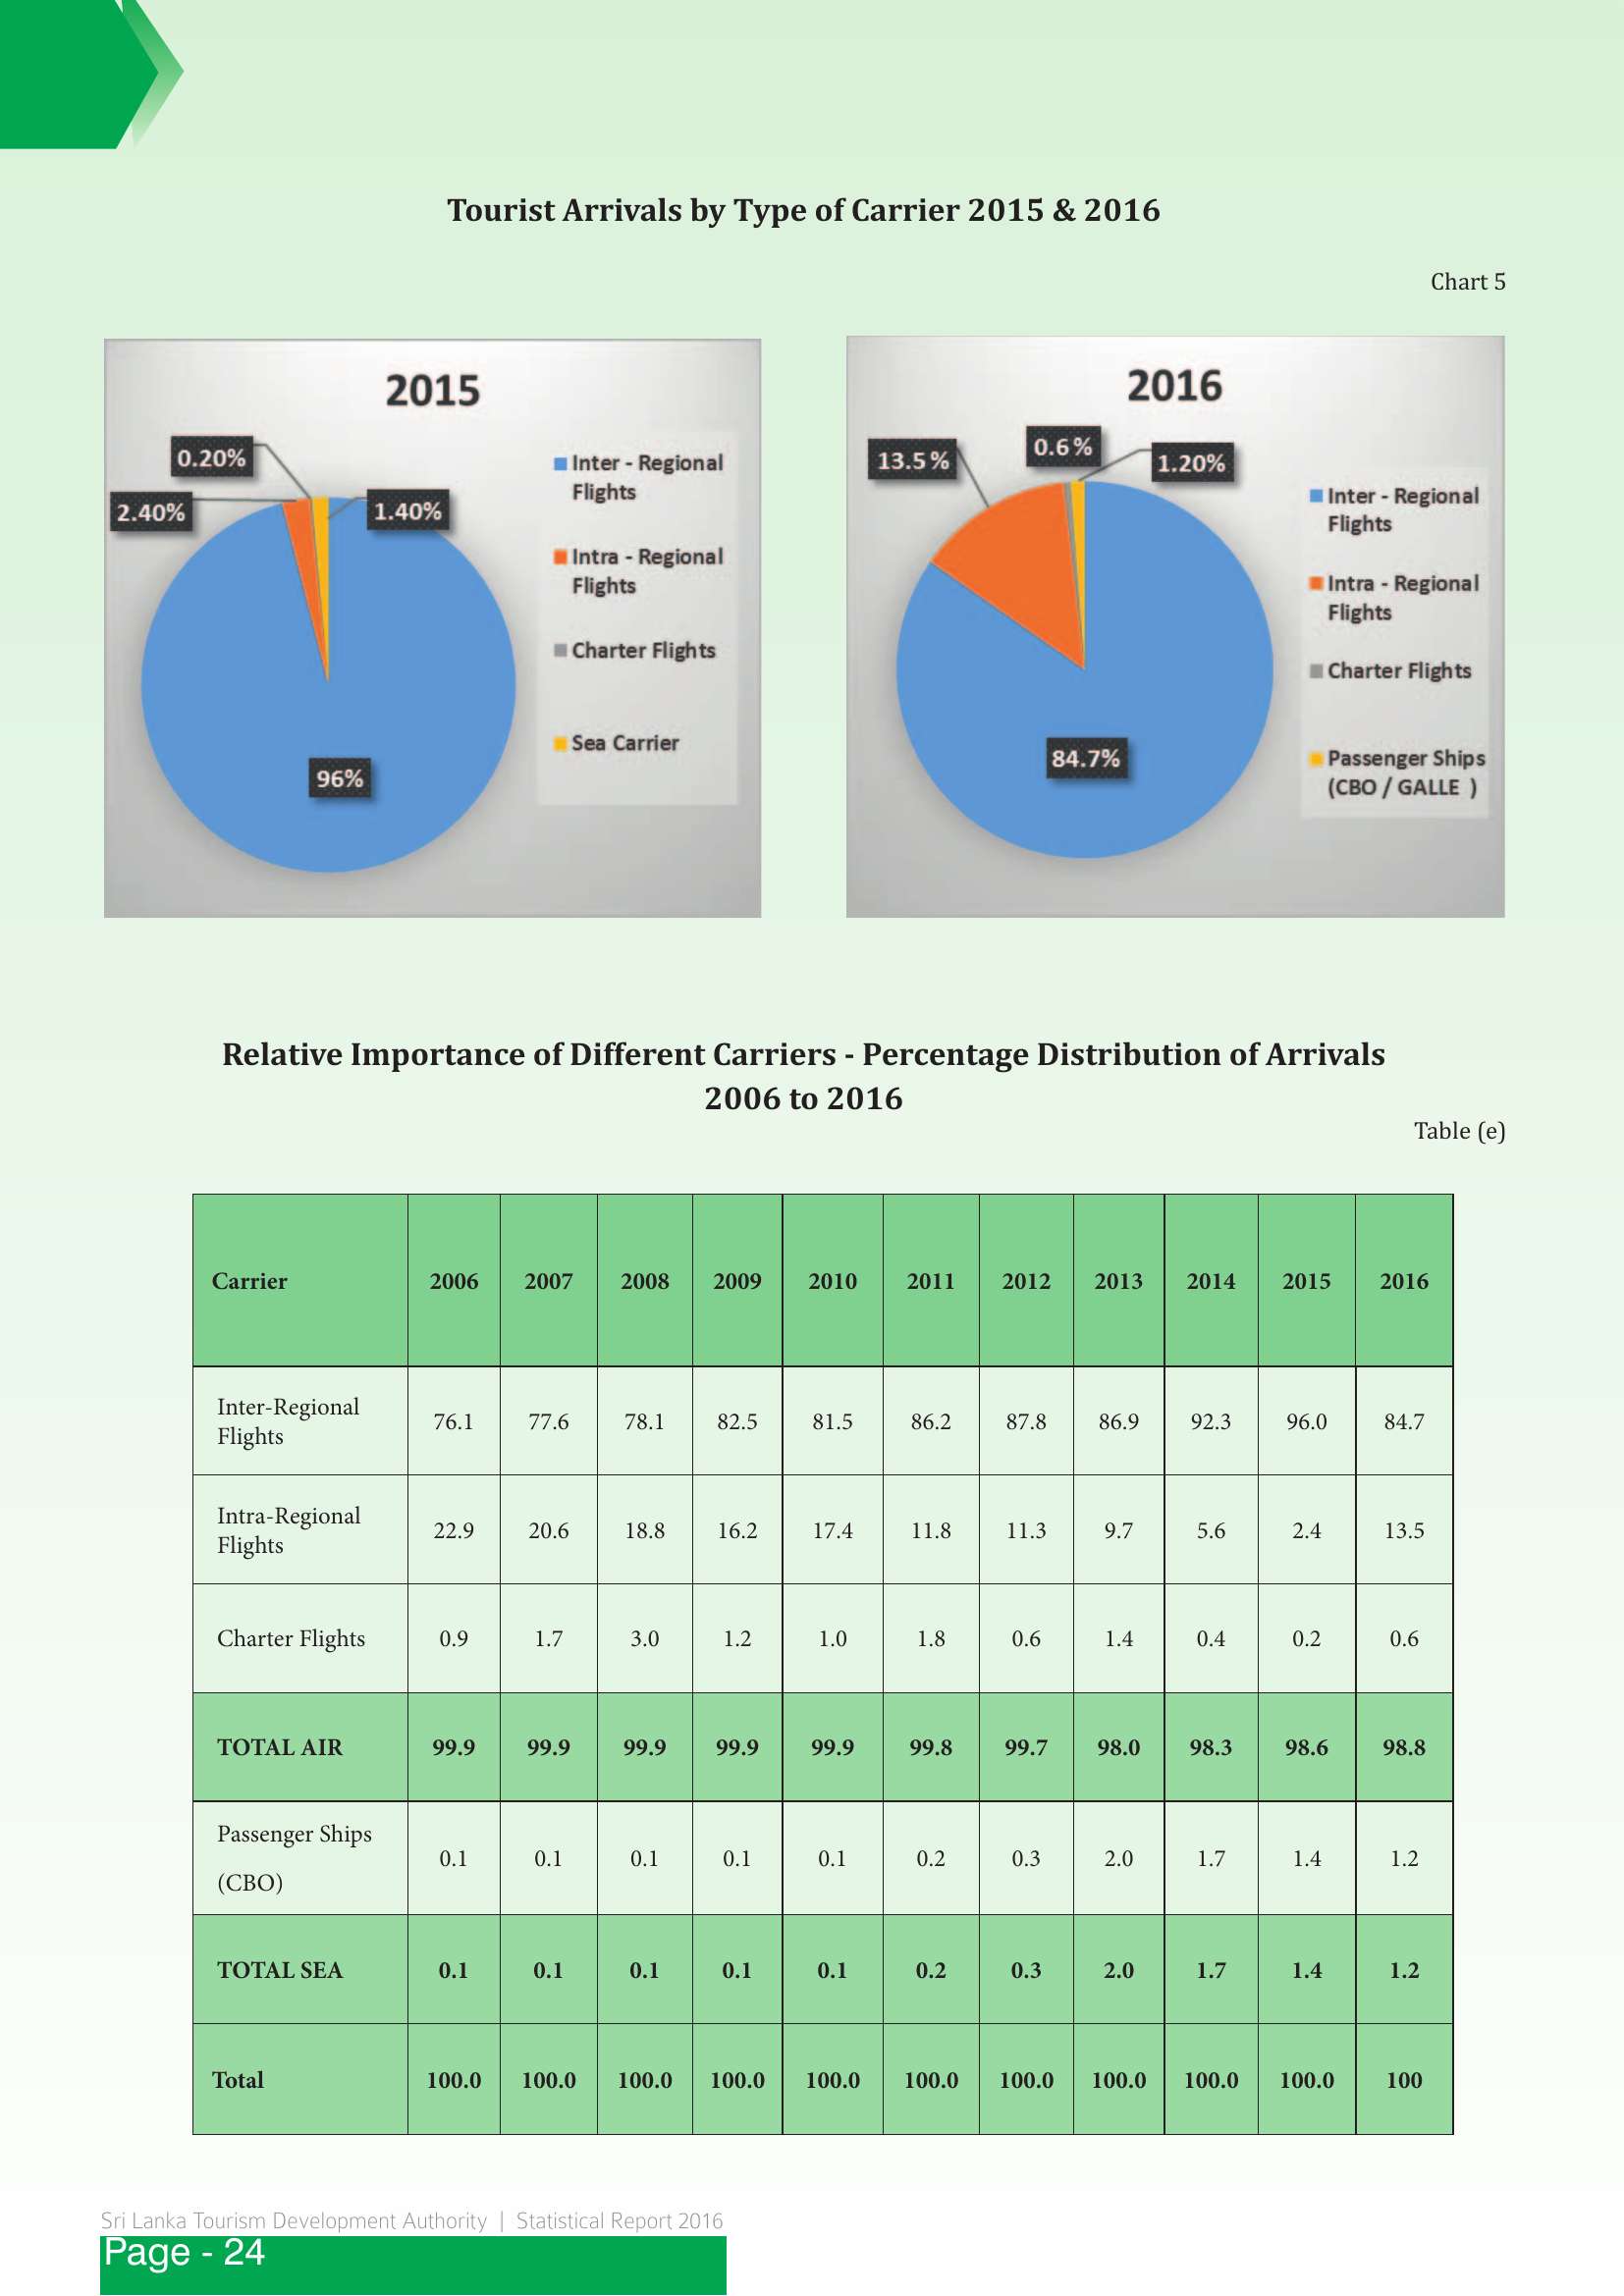 Tourist Arrivals by Type of Carrier 2015 & 2016
Chart 5
2015
0.20%
2.40%
1.40%
96%
Inter - Regional
Flights
Intra - Regional
Flights
Charter Flights
Sea Carrier
2016
13.5 %
0.6 %
1.20%
84.7%
Inter - Regional
Flights
Intra - Regional
Flights
Charter Flights
Passenger Ships
(CBO / GALLE )
Relative Importance of Different Carriers - Percentage Distribution of Arrivals
2006 to 2016
Table (e)
Carrier 2006 2007 2008 2009 2010 2011 2012 2013 2014 2015 2016
Inter-Regional
Flights 76.1 77.6 78.1 82.5 81.5 86.2 87.8 86.9 92.3 96.0 84.7
Intra-Regional
Flights 22.9 20.6 18.8 16.2 17.4 11.8 11.3 9.7 5.6 2.4 13.5
Charter Flights 0.9 1.7 3.0 1.2 1.0 1.8 0.6 1.4 0.4 0.2 0.6
TOTAL AIR 99.9 99.9 99.9 99.9 99.9 99.8 99.7 98.0 98.3 98.6 98.8
Passenger Ships
(CBO) 0.1 0.1 0.1 0.1 0.1 0.2 0.3 2.0 1.7 1.4 1.2
TOTAL SEA 0.1 0.1 0.1 0.1 0.1 0.2 0.3 2.0 1.7 1.4 1.2
Total 100.0 100.0 100.0 100.0 100.0 100.0 100.0 100.0 100.0 100.0 100
Sri Lanka Tourism Development Authority | Statistical Report 2016
Page - 24